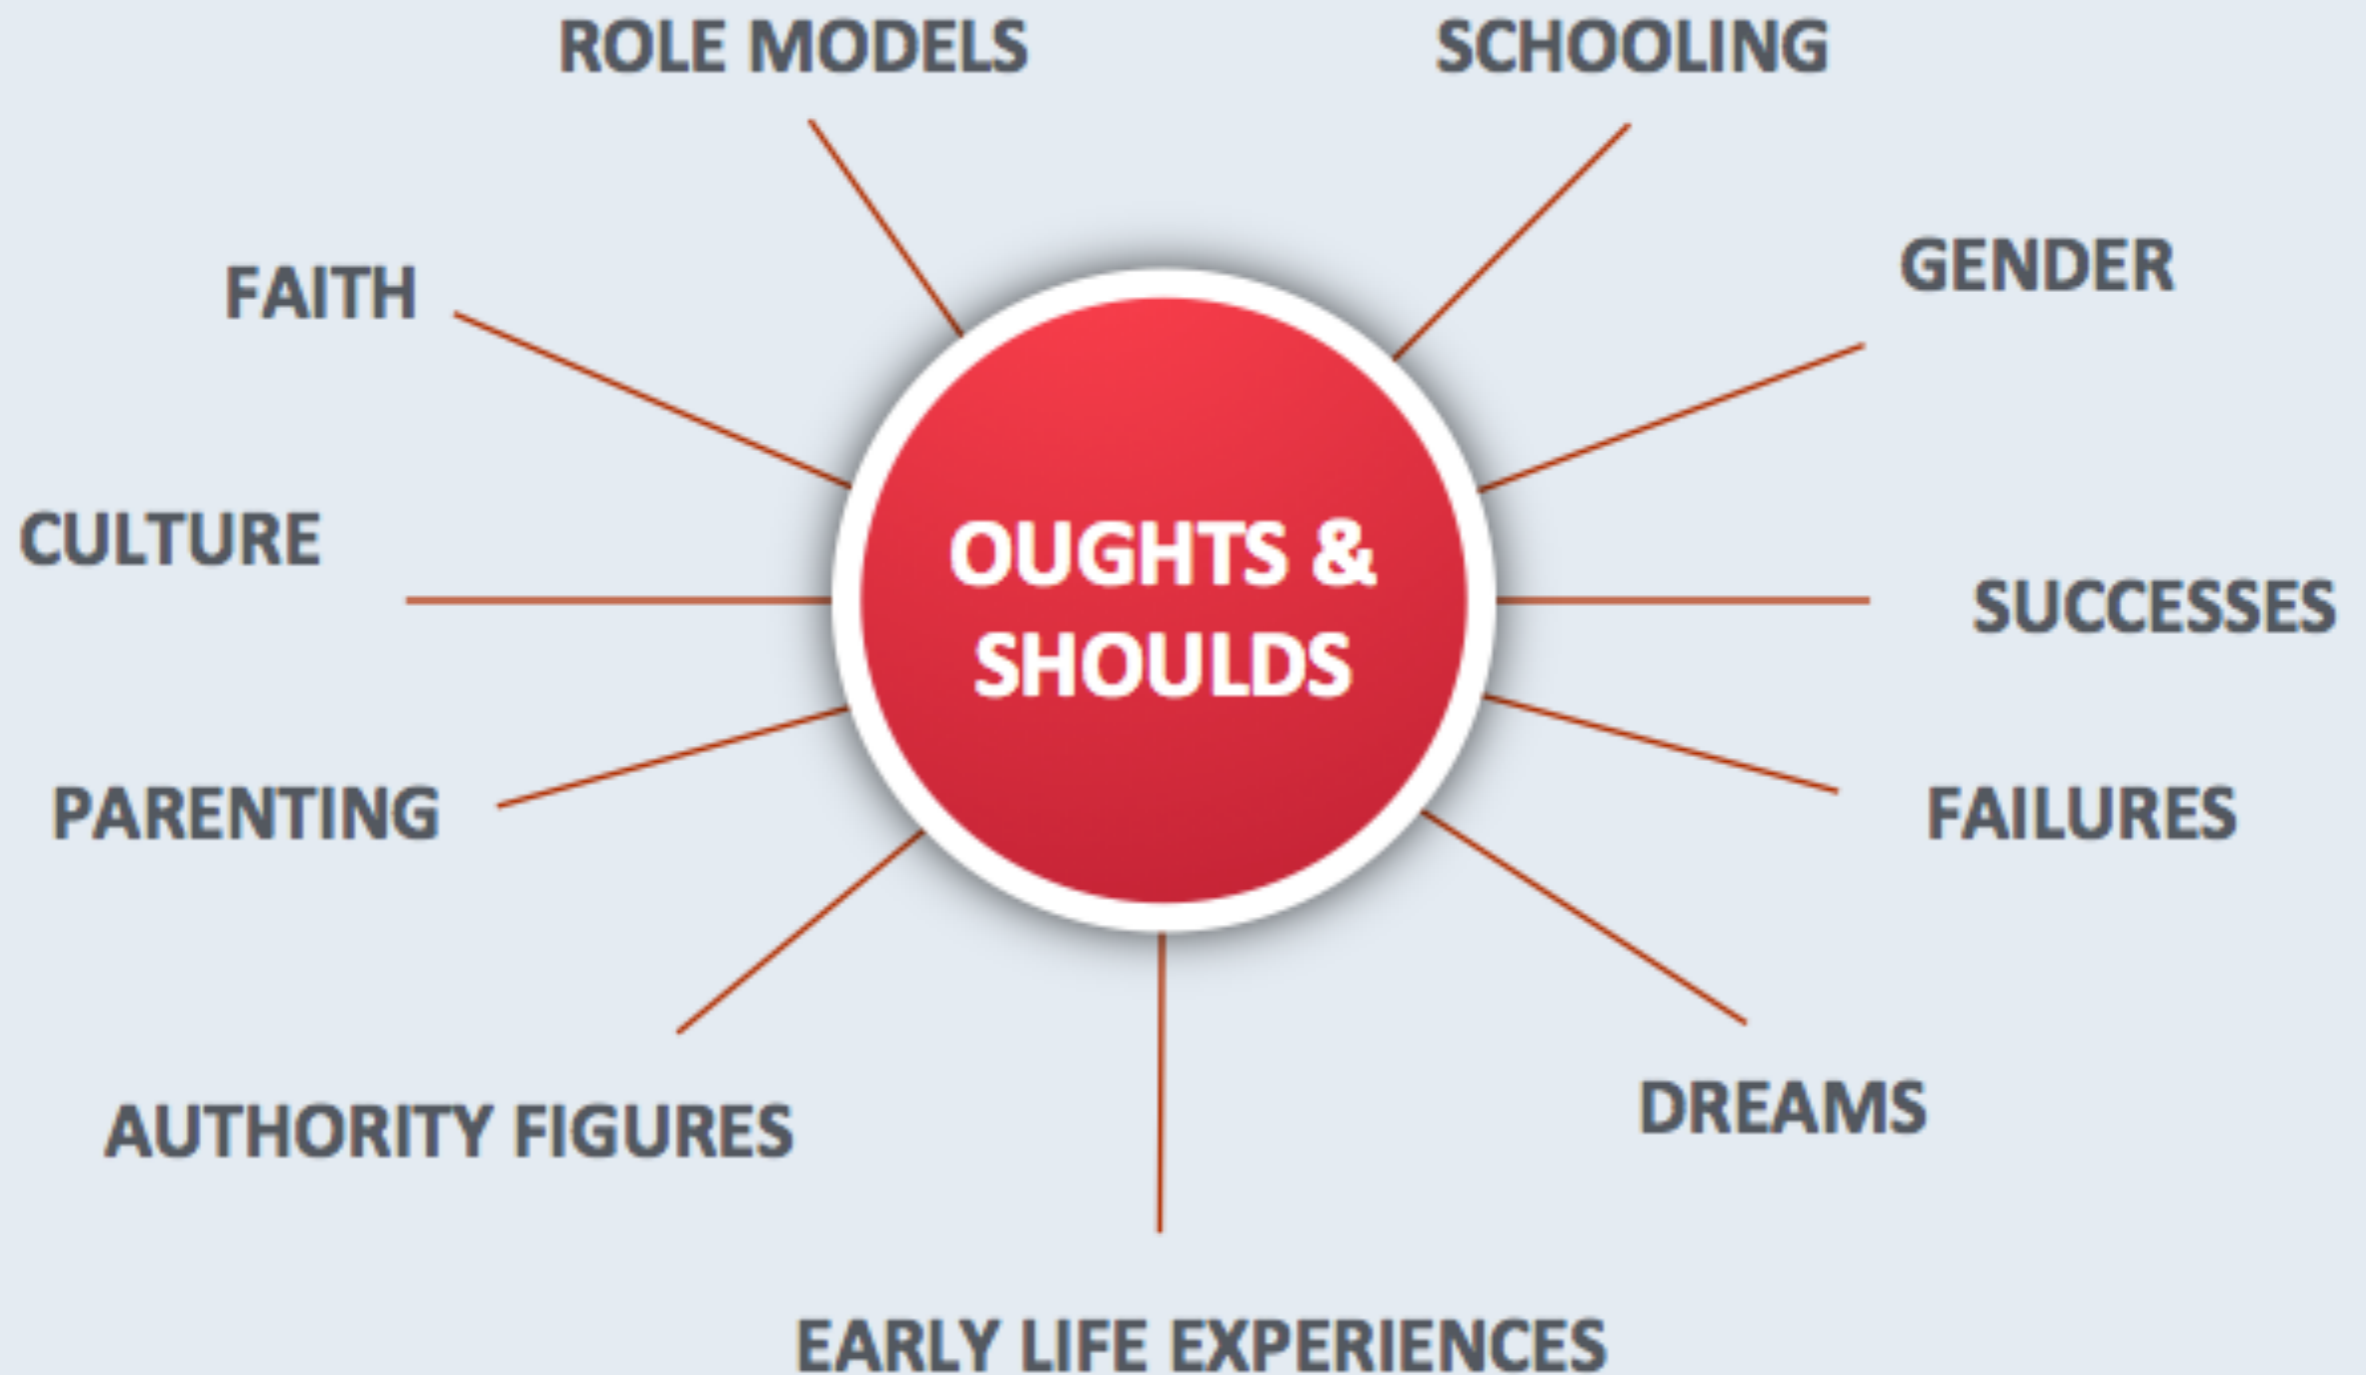 ROLE MODELS
SCHOOLING
GENDER
FAITH
CULTURE
OUGHTS &
SHOULDS
SUCCESSES
PARENTING
FAILURES
AUTHORITY FIGURES
DREAMS
EARLY LIFE EXPERIENCES